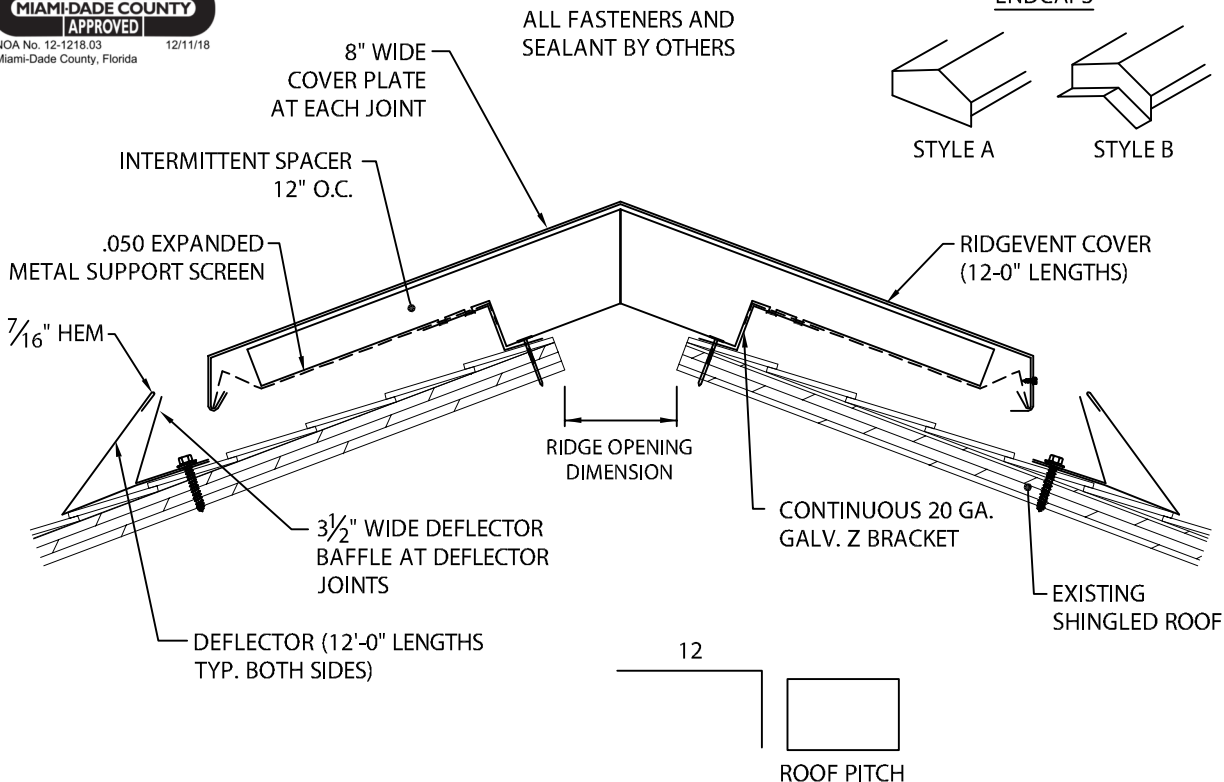 MIAMI-DADE COUNTY
APPROVED
NOA No. 12-1218.03 12/11/18
Miami-Dade County, Florida
ALL FASTENERS AND
SEALANT BY OTHERS
ENDCAPS
STYLE A
STYLE B
8" WIDE
COVER PLATE
AT EACH JOINT
INTERMITTENT SPACER
12" O.C.
.050 EXPANDED
METAL SUPPORT SCREEN
7/16" HEM
RIDGEVENT COVER
(12-0" LENGTHS)
RIDGE OPENING
DIMENSION
3 1/2" WIDE DEFLECTOR
BAFFLE AT DEFLECTOR
JOINTS
CONTINUOUS 20 GA.
GALV. Z BRACKET
EXISTING
SHINGLED ROOF
DEFLECTOR (12'-0" LENGTHS
TYP. BOTH SIDES)
12
ROOF PITCH